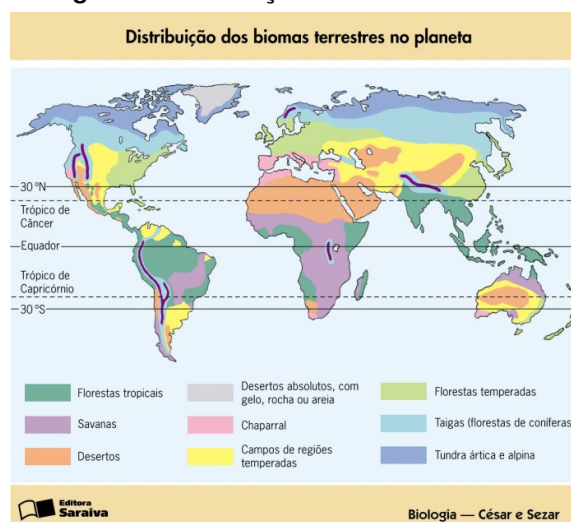 Distribuição dos biomas terrestres no planeta
30 ºN
Trópico de
Câncer
Equador
Trópico de
Capricórnio
30 ºS
Florestas tropicais
Savanas
Desertos
Desertos absolutos, com
gelo, rocha ou areia
Chaparral
Campos de regiões
temperadas
Florestas temperadas
Taigas (florestas de coníferas
Tundra ártica e alpina
Editora
Saraiva
Biologia — César e Sezar